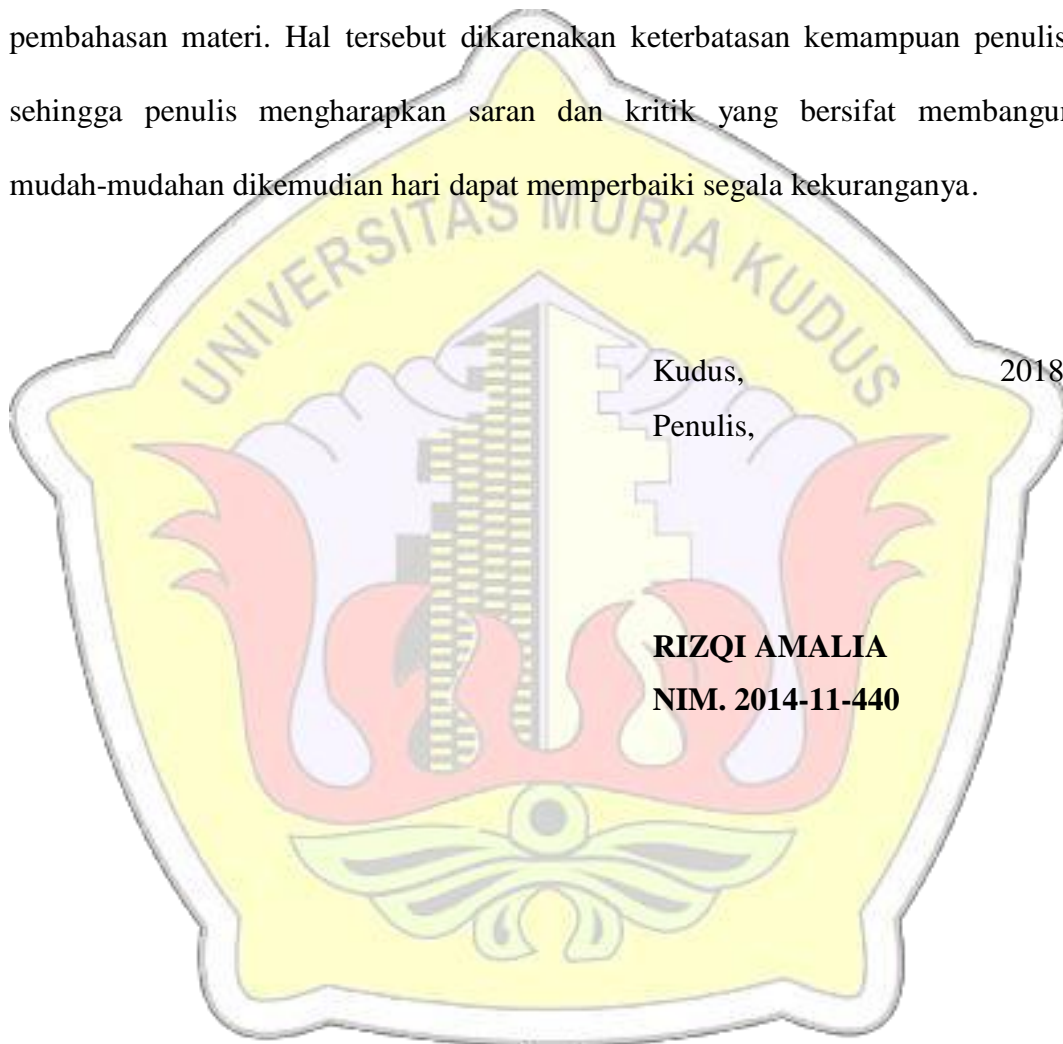 pembahasan materi. Hal tersebut dikarenakan keterbatasan kemampuan penulis
sehingga penulis mengharapkan saran dan kritik yang bersifat membangun
mudah-mudahan dikemudian hari dapat memperbaiki segala kekuranganya.
UNIVERSITAS MURIA KUDUS
Kudus, 2018
Penulis,
RIZQI AMALIA
NIM. 2014-11-440